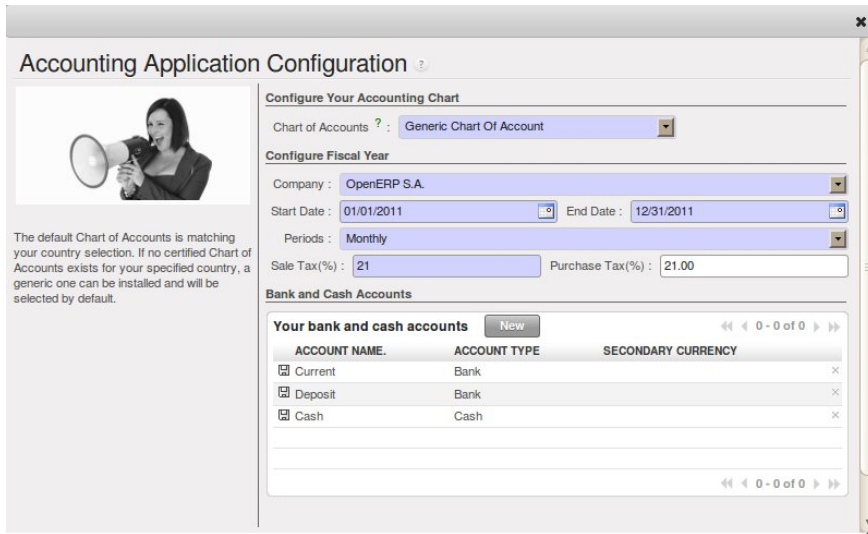 Accounting Application Configuration ?
The default Chart of Accounts is matching
your country selection. If no certified Chart of
Accounts exists for your specified country, a
generic one can be installed and will be
selected by default.
Configure Your Accounting Chart
Chart of Accounts ? : Generic Chart Of Account
Configure Fiscal Year
Company : OpenERP S.A.
Start Date : 01/01/2011 End Date : 12/31/2011
Periods : Monthly
Sale Tax(%) : 21 Purchase Tax(%) : 21.00
Bank and Cash Accounts
Your bank and cash accounts New 0 - 0 of 0
ACCOUNT NAME. ACCOUNT TYPE SECONDARY CURRENCY
Current Bank
Deposit Bank
Cash Cash
0 - 0 of 0